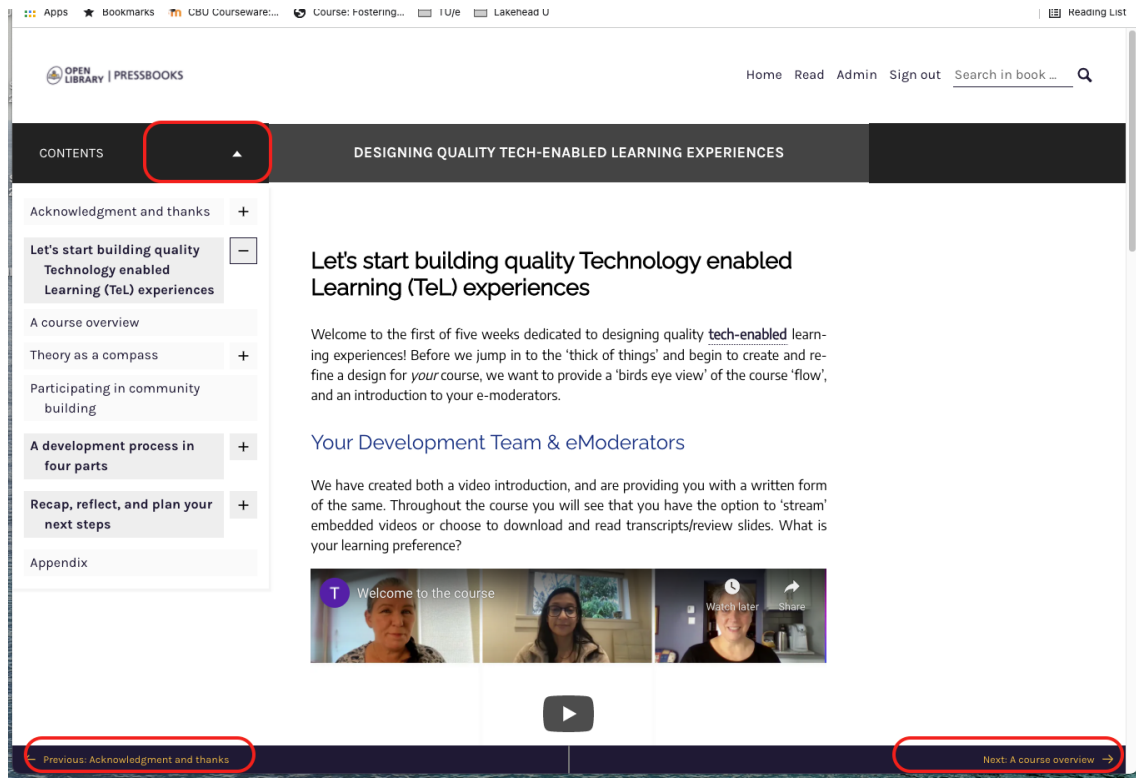 Apps Bookmarks CBU Courseware:... Course: Fostering... TU/e Lakehead U Reading List
OPEN LIBRARY | PRESSBOOKS
Home Read Admin Sign out Search in book ...
CONTENTS
DESIGNING QUALITY TECH-ENABLED LEARNING EXPERIENCES
Acknowledgment and thanks +
Let's start building quality −
Technology enabled
Learning (TeL) experiences
A course overview
Theory as a compass +
Participating in community
building
A development process in +
four parts
Recap, reflect, and plan your +
next steps
Appendix
Let's start building quality Technology enabled
Learning (TeL) experiences
Welcome to the first of five weeks dedicated to designing quality tech-enabled learn-
ing experiences! Before we jump in to the ‘thick of things’ and begin to create and re-
fine a design for your course, we want to provide a ‘birds eye view’ of the course ‘flow’,
and an introduction to your e-moderators.
Your Development Team & eModerators
We have created both a video introduction, and are providing you with a written form
of the same. Throughout the course you will see that you have the option to ‘stream’
embedded videos or choose to download and read transcripts/review slides. What is
your learning preference?
T Welcome to the course
Watch later Share
← Previous: Acknowledgment and thanks
Next: A course overview →